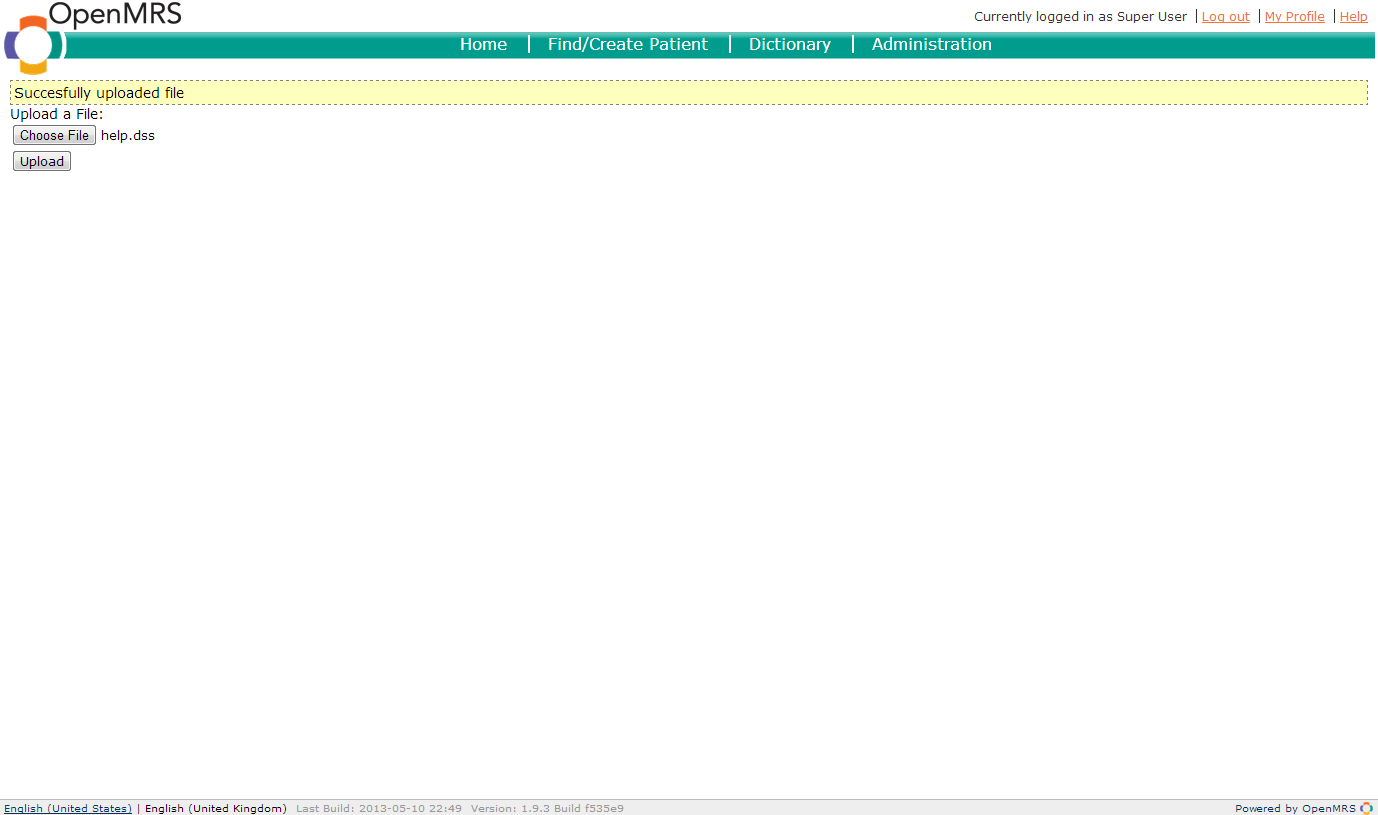 OpenMRS
Currently logged in as Super User | Log out | My Profile | Help
Home | Find/Create Patient | Dictionary | Administration
Succesfully uploaded file
Upload a File:
Choose File help.dss
Upload
English (United States) | English (United Kingdom) Last Build: 2013-05-10 22:49 Version: 1.9.3 Build f535e9 Powered by OpenMRS